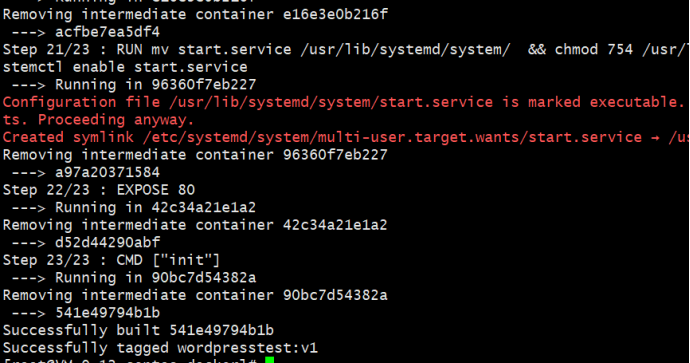 Removing intermediate container e16e3e0b216f
---> acfbe7ea5df4
Step 21/23 : RUN mv start.service /usr/lib/systemd/system/  && chmod 754 /usr/l
stemctl enable start.service
---> Running in 96360f7eb227
Configuration file /usr/lib/systemd/system/start.service is marked executable.
ts. Proceeding anyway.
Created symlink /etc/systemd/system/multi-user.target.wants/start.service → /us
Removing intermediate container 96360f7eb227
---> a97a20371584
Step 22/23 : EXPOSE 80
---> Running in 42c34a21e1a2
Removing intermediate container 42c34a21e1a2
---> d52d44290abf
Step 23/23 : CMD ["init"]
---> Running in 90bc7d54382a
Removing intermediate container 90bc7d54382a
---> 541e49794b1b
Successfully built 541e49794b1b
Successfully tagged wordpresstest:v1